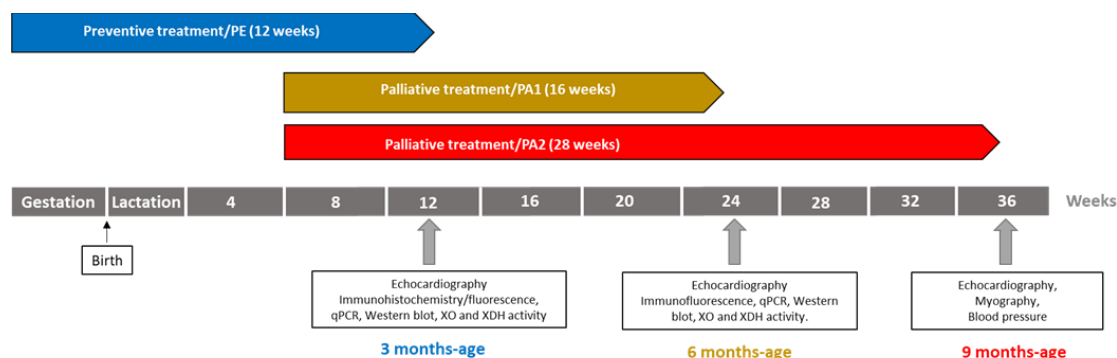 Preventive treatment/PE (12 weeks)
Palliative treatment/PA1 (16 weeks)
Palliative treatment/PA2 (28 weeks)
Gestation Lactation 4 8 12 16 20 24 28 32 36 Weeks
Birth
Echocardiography
Immunohistochemistry/fluorescence,
qPCR, Western blot, XO and XDH activity
Echocardiography
Immunofluorescence, qPCR, Western
blot, XO and XDH activity.
Echocardiography,
Myography,
Blood pressure
3 months-age
6 months-age
9 months-age